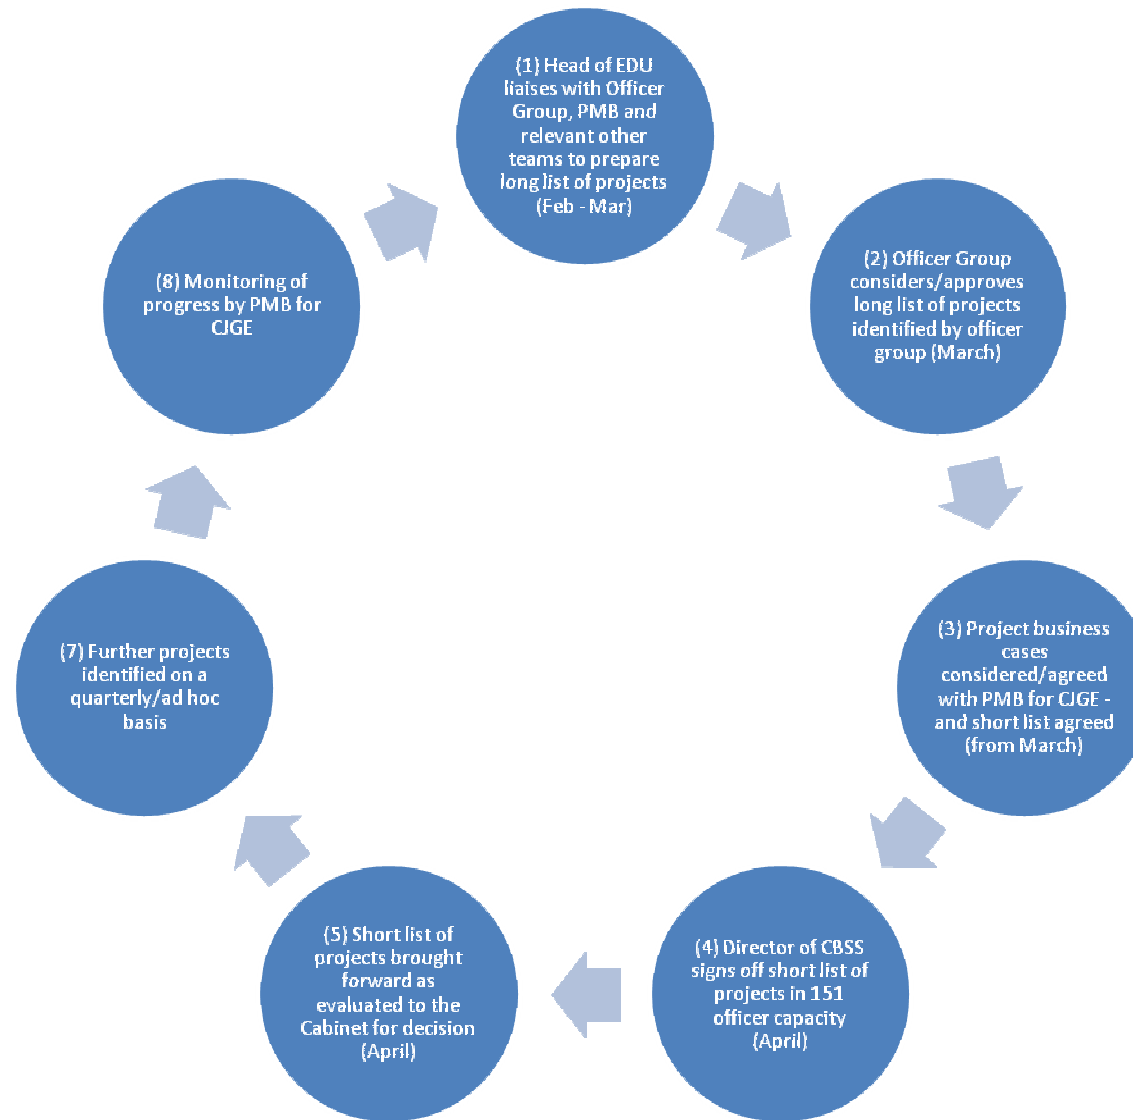 (1) Head of EDU
liaises with Officer
Group, PMB and
relevant other
teams to prepare
long list of projects
(Feb - Mar)
(2) Officer Group
considers/approves
long list of projects
identified by officer
group (March)
(3) Project business
cases
considered/agreed
with PMB for CJGE -
and short list agreed
(from March)
(4) Director of CBSS
signs off short list of
projects in 151
officer capacity
(April)
(5) Short list of
projects brought
forward as
evaluated to the
Cabinet for decision
(April)
(7) Further projects
identified on a
quarterly/ad hoc
basis
(8) Monitoring of
progress by PMB for
CJGE